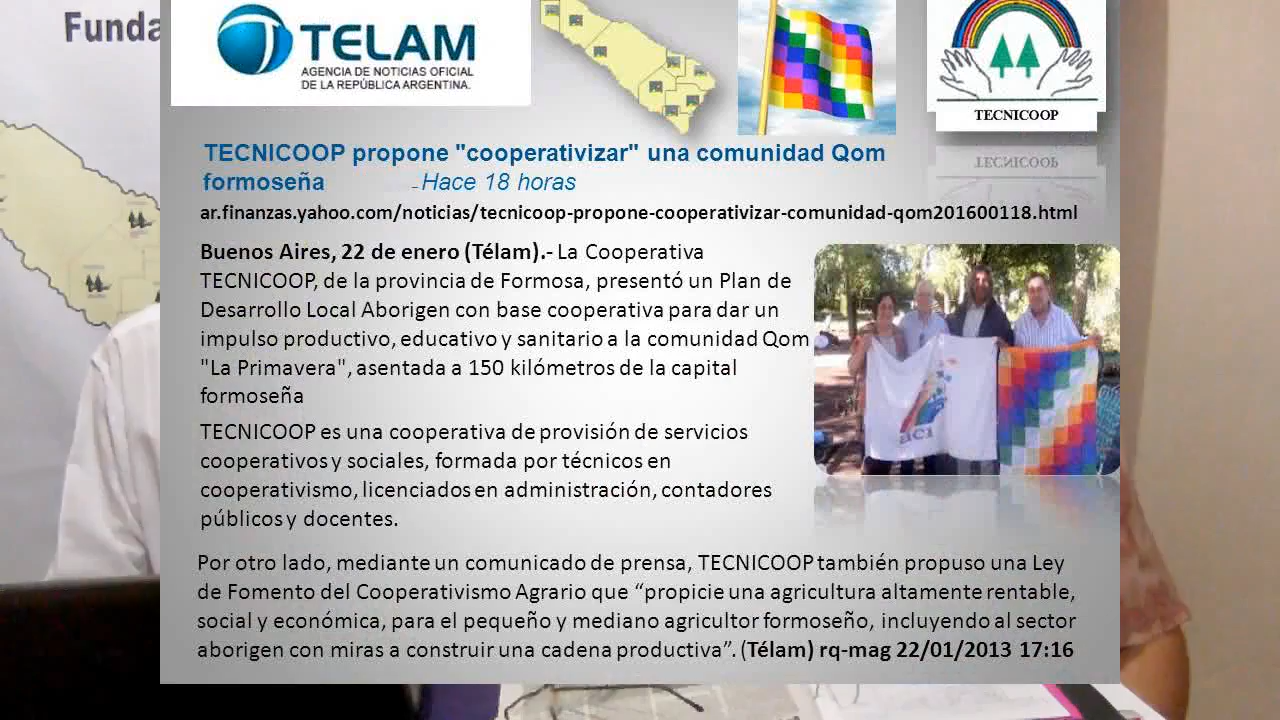 Funda
TELAM
AGENCIA DE NOTICIAS OFICIAL
DE LA REPÚBLICA ARGENTINA.
TECNICOOP
TECNICOOP
TECNICOOP propone "cooperativizar" una comunidad Qom
formoseña - Hace 18 horas
ar.finanzas.yahoo.com/noticias/tecnicoop-propone-cooperativizar-comunidad-qom201600118.html
Buenos Aires, 22 de enero (Télam).- La Cooperativa
TECNICOOP, de la provincia de Formosa, presentó un Plan de
Desarrollo Local Aborigen con base cooperativa para dar un
impulso productivo, educativo y sanitario a la comunidad Qom
"La Primavera", asentada a 150 kilómetros de la capital
formoseña
aci
TECNICOOP es una cooperativa de provisión de servicios
cooperativos y sociales, formada por técnicos en
cooperativismo, licenciados en administración, contadores
públicos y docentes.
Por otro lado, mediante un comunicado de prensa, TECNICOOP también propuso una Ley
de Fomento del Cooperativismo Agrario que “propicie una agricultura altamente rentable,
social y económica, para el pequeño y mediano agricultor formoseño, incluyendo al sector
aborigen con miras a construir una cadena productiva”. (Télam) rq-mag 22/01/2013 17:16